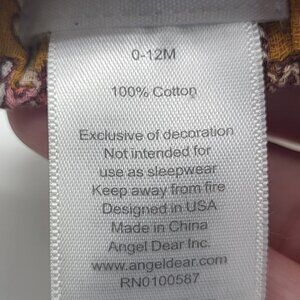 0-12M
100% Cotton
Exclusive of decoration
Not intended for
use as sleepwear
Keep away from fire
Designed in USA
Made in China
Angel Dear Inc.
www.angeldear.com
RN0100587